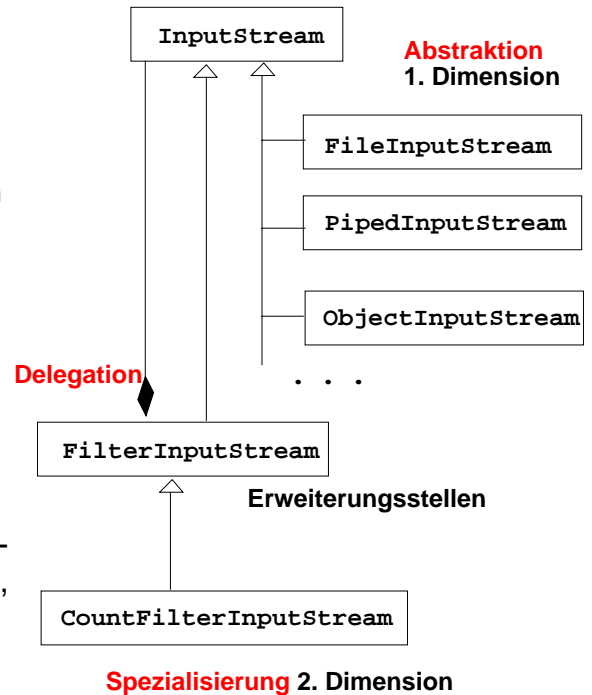 InputStream
Abstraktion
1. Dimension
FileInputStream
PipedInputStream
ObjectInputStream
Delegation
. . .
FilterInputStream
Erweiterungsstellen
-
,
CountFilterInputStream
Spezialisierung 2. Dimension